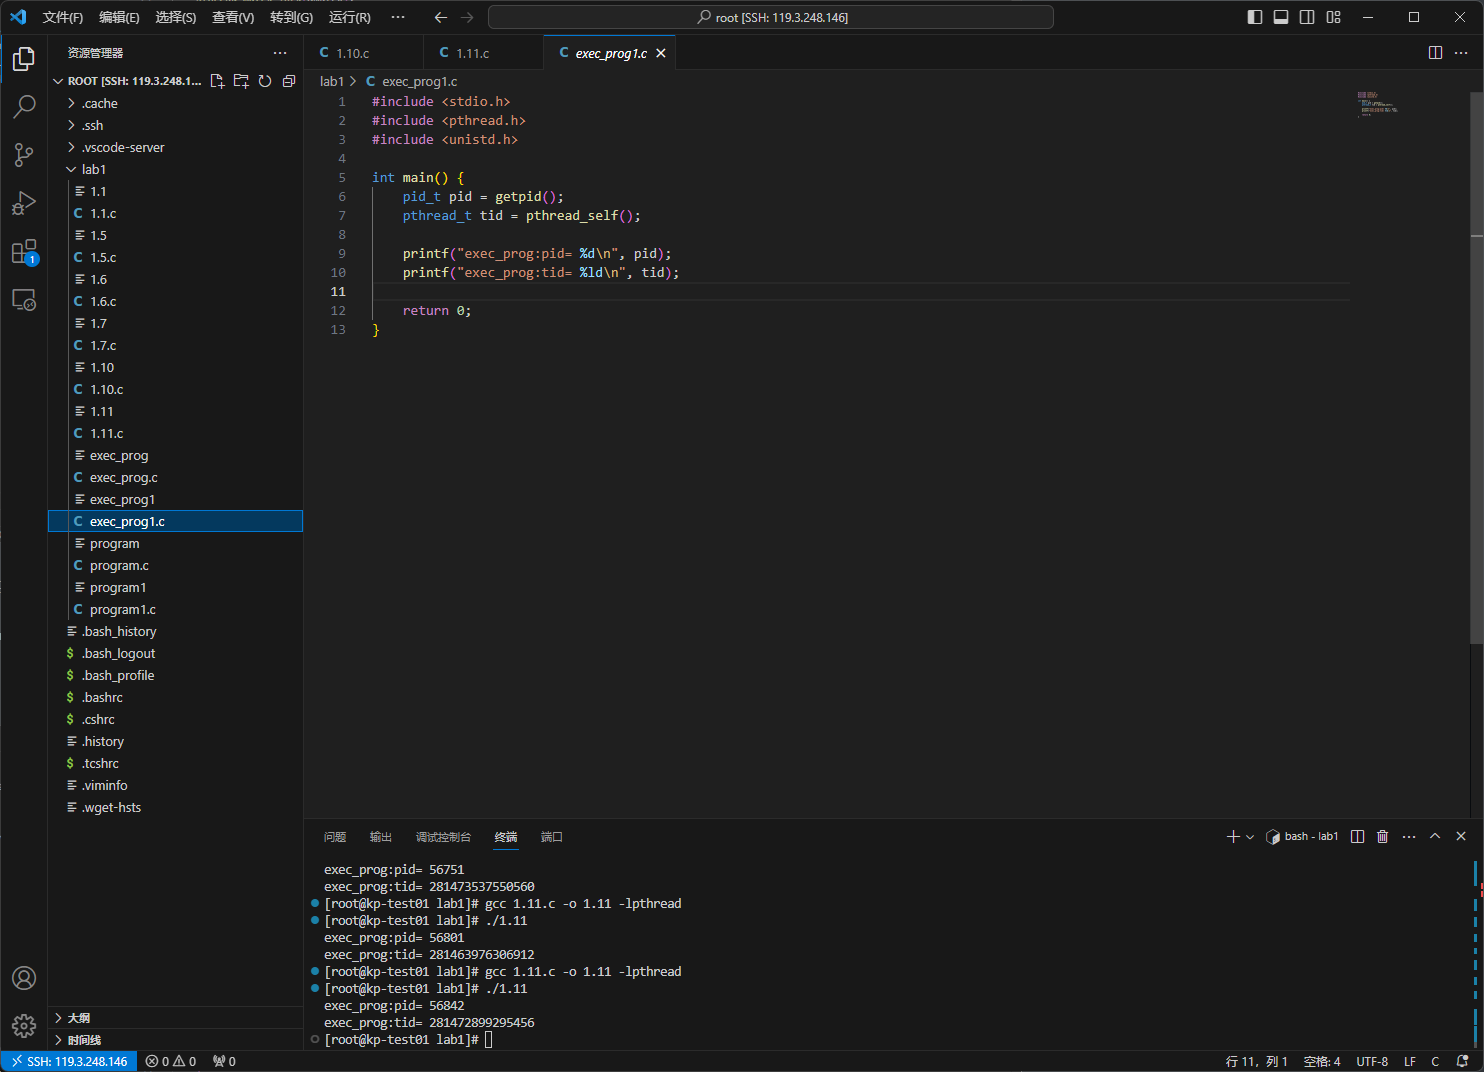 文件(F) 编辑(E) 选择(S) 查看(V) 转到(G) 运行(R) ··· root [SSH: 119.3.248.146]
资源管理器
ROOT [SSH: 119.3.248.1...
.cache
.ssh
.vscode-server
lab1
1.1
1.1.c
1.5
1.5.c
1.6
1.6.c
1.7
1.7.c
1.10
1.10.c
1.11
1.11.c
exec_prog
exec_prog.c
exec_prog1
exec_prog1.c
program
program.c
program1
program1.c
.bash_history
.bash_logout
.bash_profile
.bashrc
.cshrc
.history
.tcshrc
.viminfo
.wget-hsts
大纲
时间线
1
1.10.c 1.11.c exec_prog1.c
lab1 > exec_prog1.c
1 #include <stdio.h>
2 #include <pthread.h>
3 #include <unistd.h>
4
5 int main() {
6 pid_t pid = getpid();
7 pthread_t tid = pthread_self();
8
9 printf("exec_prog:pid= %d\n", pid);
10 printf("exec_prog:tid= %ld\n", tid);
11
12 return 0;
13 }
问题 输出 调试控制台 终端 端口 bash - lab1
exec_prog:pid= 56751
exec_prog:tid= 281473537550560
[root@kp-test01 lab1]# gcc 1.11.c -o 1.11 -lpthread
[root@kp-test01 lab1]# ./1.11
exec_prog:pid= 56801
exec_prog:tid= 281463976306912
[root@kp-test01 lab1]# gcc 1.11.c -o 1.11 -lpthread
[root@kp-test01 lab1]# ./1.11
exec_prog:pid= 56842
exec_prog:tid= 281472899295456
[root@kp-test01 lab1]#
SSH: 119.3.248.146 0 0 0 行 11, 列 1 空格: 4 UTF-8 LF C